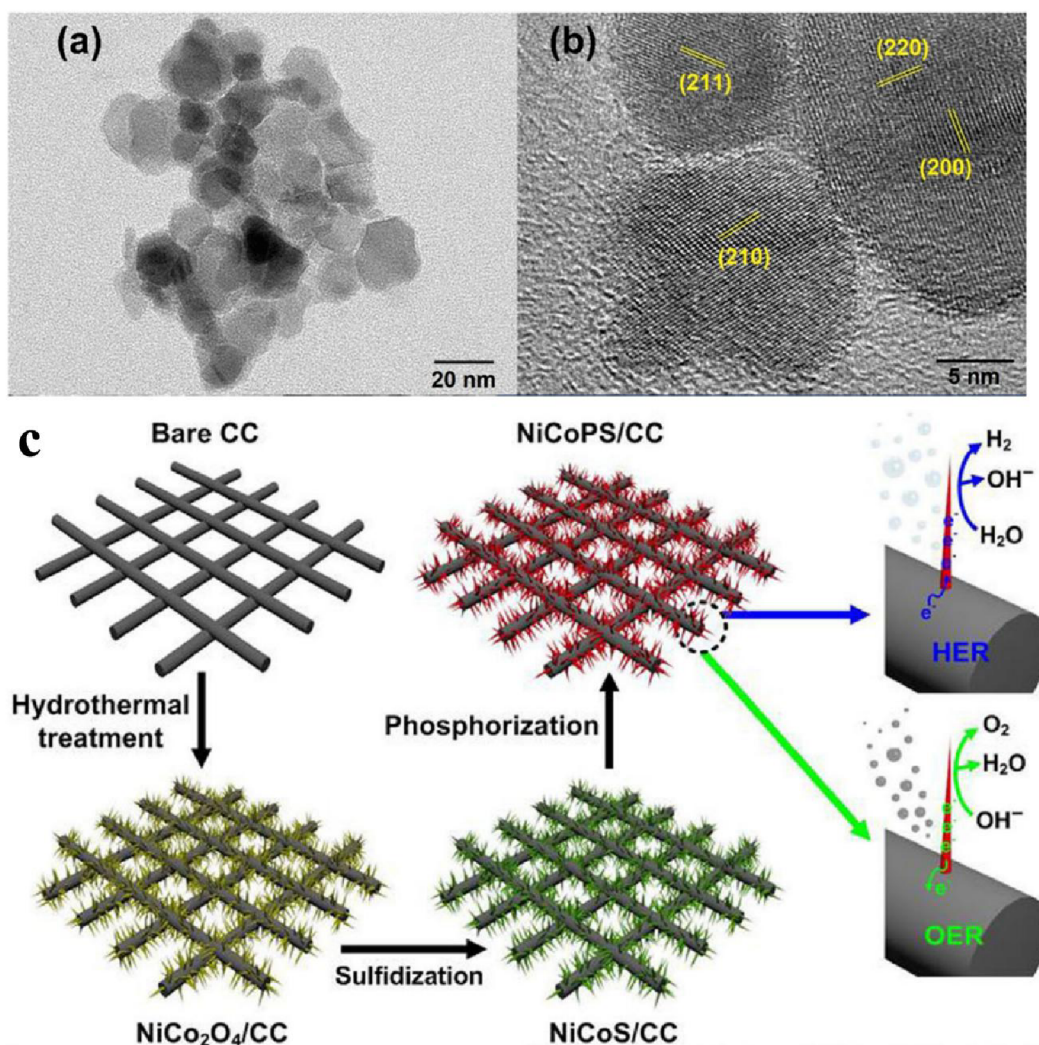 (a)
20 nm
(b)
(211)
(220)
(200)
(210)
5 nm
c
Bare CC
Hydrothermal
treatment
NiCo₂O₄/CC
Sulfidization
NiCoS/CC
Phosphorization
NiCoPS/CC
H₂
OH⁻
H₂O
e⁻
e⁻
e⁻
e⁻
HER
O₂
H₂O
OH⁻
e⁻
e⁻
e⁻
e⁻
OER